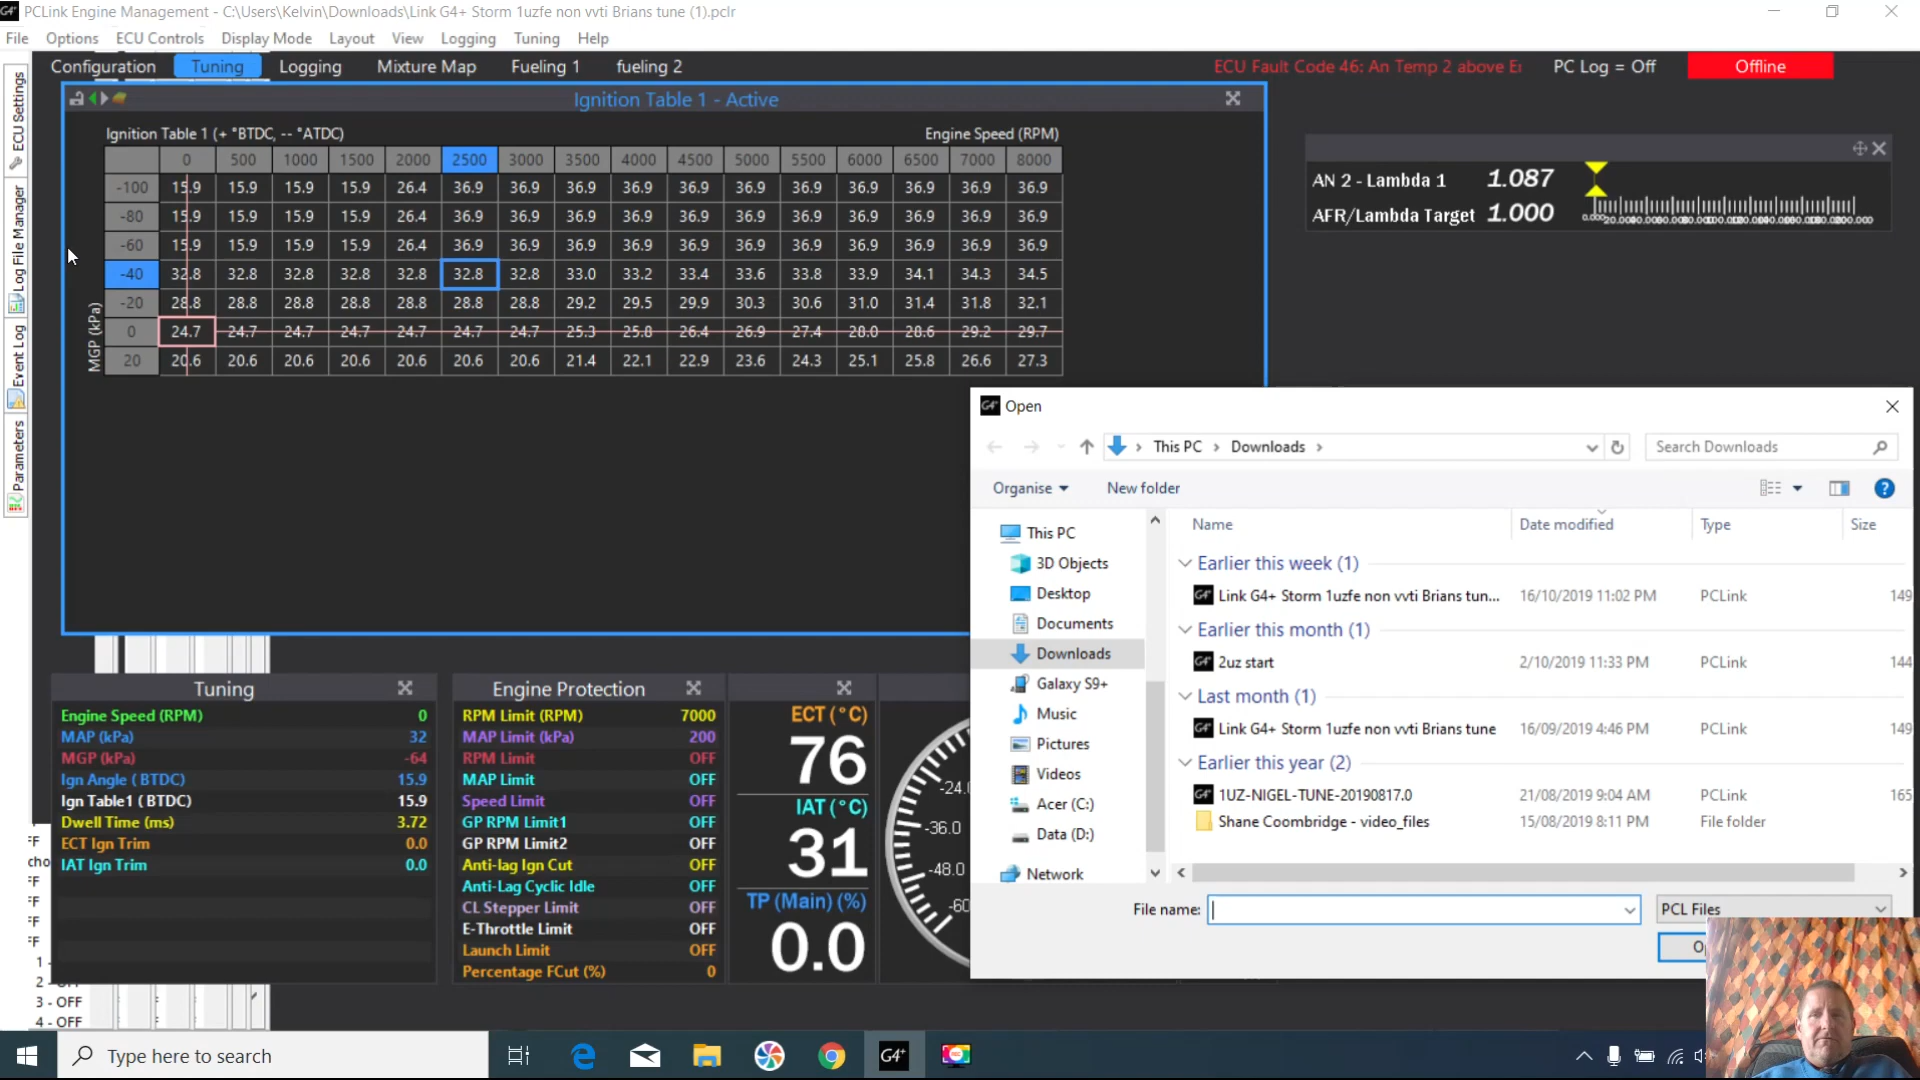 PCLink Engine Management - C:\Users\Kelvin\Downloads\Link G4+ Storm 1uzfe non vvti Brians tune (1).pclr
File Options ECU Controls Display Mode Layout View Logging Tuning Help
Configuration Tuning Logging Mixture Map Fueling 1 fueling 2 ECU Fault Code 46: An Temp 2 above Er PC Log = Off Offline
ECU Settings
Log File Manager
Event Log
Parameters
Ignition Table 1 - Active
Ignition Table 1 (+ °BTDC, -- °ATDC) Engine Speed (RPM)
0 500 1000 1500 2000 2500 3000 3500 4000 4500 5000 5500 6000 6500 7000 8000
-100 15.9 15.9 15.9 15.9 26.4 36.9 36.9 36.9 36.9 36.9 36.9 36.9 36.9 36.9 36.9 36.9
-80 15.9 15.9 15.9 15.9 26.4 36.9 36.9 36.9 36.9 36.9 36.9 36.9 36.9 36.9 36.9 36.9
-60 15.9 15.9 15.9 15.9 26.4 36.9 36.9 36.9 36.9 36.9 36.9 36.9 36.9 36.9 36.9 36.9
-40 32.8 32.8 32.8 32.8 32.8 32.8 32.8 33.0 33.2 33.4 33.6 33.8 33.9 34.1 34.3 34.5
-20 28.8 28.8 28.8 28.8 28.8 28.8 28.8 29.2 29.5 29.9 30.3 30.6 31.0 31.4 31.8 32.1
0 24.7 24.7 24.7 24.7 24.7 24.7 24.7 25.3 25.8 26.4 26.9 27.4 28.0 28.6 29.2 29.7
20 20.6 20.6 20.6 20.6 20.6 20.6 20.6 21.4 22.1 22.9 23.6 24.3 25.1 25.8 26.6 27.3
MGP (kPa)
AN 2 - Lambda 1 1.087
AFR/Lambda Target 1.000
Tuning
Engine Speed (RPM) 0
MAP (kPa) 32
MGP (kPa) -64
Ign Angle ( BTDC) 15.9
Ign Table1 ( BTDC) 15.9
Dwell Time (ms) 3.72
ECT Ign Trim 0.0
IAT Ign Trim 0.0
Engine Protection
RPM Limit (RPM) 7000
MAP Limit (kPa) 200
RPM Limit OFF
MAP Limit OFF
Speed Limit OFF
GP RPM Limit1 OFF
GP RPM Limit2 OFF
Anti-lag Ign Cut OFF
Anti-Lag Cyclic Idle OFF
CL Stepper Limit OFF
E-Throttle Limit OFF
Launch Limit OFF
Percentage FCut (%) 0
ECT (°C)
76
IAT (°C)
31
TP (Main) (%)
0.0
-24.0
-36.0
-48.0
-60
FF
cho
FF
FF
FF
FF
1 -
2 - OFF
3 - OFF
4 - OFF
Open
This PC Downloads Search Downloads
Organise New folder
This PC
3D Objects
Desktop
Documents
Downloads
Galaxy S9+
Music
Pictures
Videos
Acer (C:)
Data (D:)
Network
Name Date modified Type Size
Earlier this week (1)
Link G4+ Storm 1uzfe non vvti Brians tun... 16/10/2019 11:02 PM PCLink 149
Earlier this month (1)
2uz start 2/10/2019 11:33 PM PCLink 144
Last month (1)
Link G4+ Storm 1uzfe non vvti Brians tune 16/09/2019 4:46 PM PCLink 149
Earlier this year (2)
1UZ-NIGEL-TUNE-20190817.0 21/08/2019 9:04 AM PCLink 165
Shane Coombridge - video_files 15/08/2019 8:11 PM File folder
File name: PCL Files
Type here to search
G4+